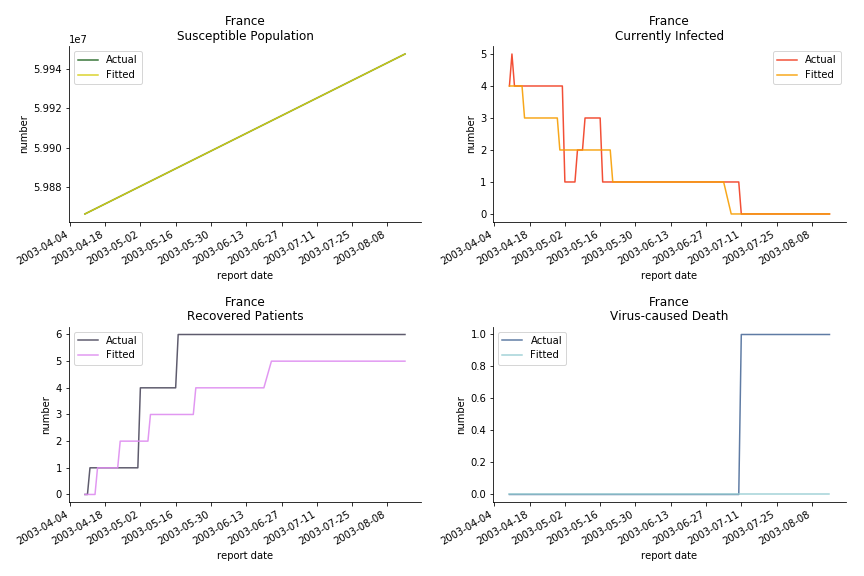 France
Susceptible Population
1e7
Actual
Fitted
5.994
5.992
5.990
5.988
number
2003-04-04
2003-04-18
2003-05-02
2003-05-16
2003-05-30
2003-06-13
2003-06-27
2003-07-11
2003-07-25
2003-08-08
report date
France
Currently Infected
Actual
Fitted
5
4
3
2
1
0
number
2003-04-04
2003-04-18
2003-05-02
2003-05-16
2003-05-30
2003-06-13
2003-06-27
2003-07-11
2003-07-25
2003-08-08
report date
France
Recovered Patients
Actual
Fitted
6
5
4
3
2
1
0
number
2003-04-04
2003-04-18
2003-05-02
2003-05-16
2003-05-30
2003-06-13
2003-06-27
2003-07-11
2003-07-25
2003-08-08
report date
France
Virus-caused Death
Actual
Fitted
1.0
0.8
0.6
0.4
0.2
0.0
number
2003-04-04
2003-04-18
2003-05-02
2003-05-16
2003-05-30
2003-06-13
2003-06-27
2003-07-11
2003-07-25
2003-08-08
report date